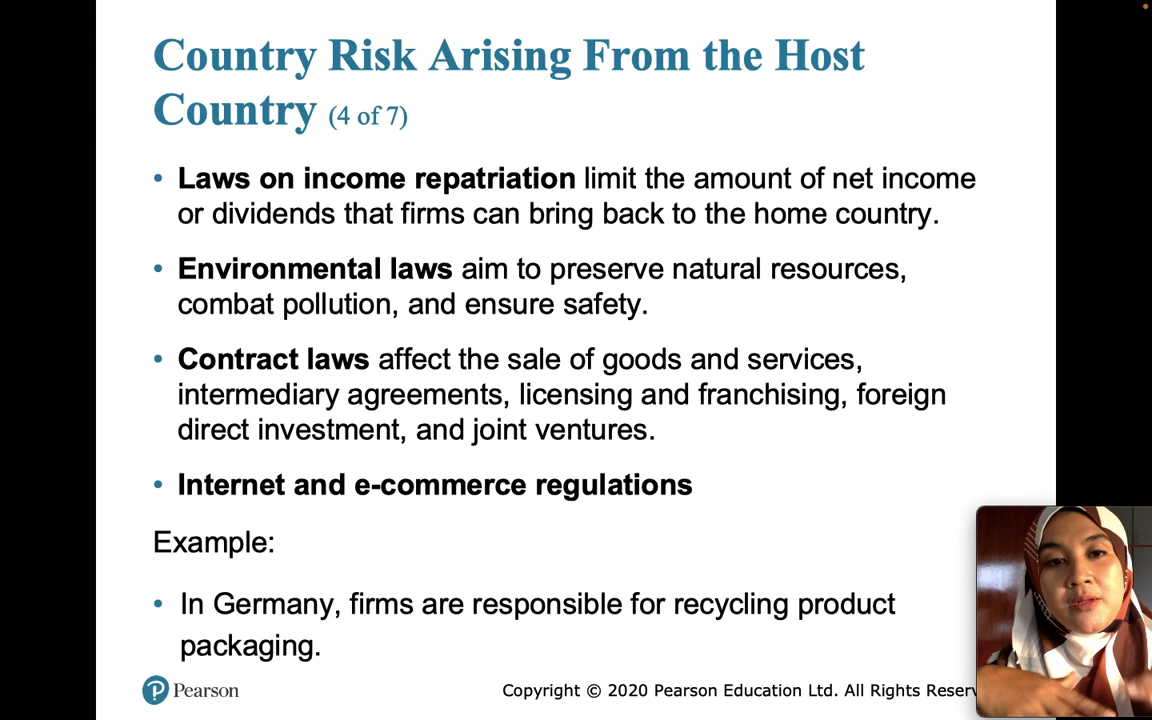 Country Risk Arising From the Host
Country (4 of 7)
• Laws on income repatriation limit the amount of net income
or dividends that firms can bring back to the home country.
• Environmental laws aim to preserve natural resources,
combat pollution, and ensure safety.
• Contract laws affect the sale of goods and services,
intermediary agreements, licensing and franchising, foreign
direct investment, and joint ventures.
• Internet and e-commerce regulations
Example:
• In Germany, firms are responsible for recycling product
packaging.
P Pearson
Copyright © 2020 Pearson Education Ltd. All Rights Reserv